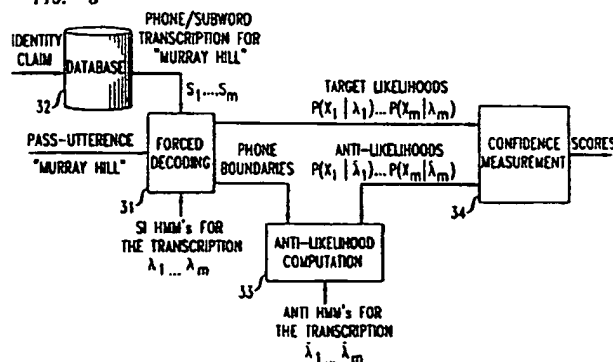 PHONE/SUBWORD
TRANSCRIPTION FOR
"MURRAY HILL"
IDENTITY
CLAIM
DATABASE
32
S1...Sm
TARGET LIKELIHOODS
P(X1 | λ1)... P(Xm | λm)
PASS-UTTERENCE
"MURRAY HILL"
FORCED
DECODING
31
PHONE
BOUNDARIES
ANTI-LIKELIHOODS
P(X1 | λ̄1)... P(Xm | λ̄m)
CONFIDENCE
MEASUREMENT
34
SCORES
SI HMM's FOR
THE TRANSCRIPTION
λ1... λm
ANTI-LIKELIHOOD
COMPUTATION
33
ANTI HMM's FOR
THE TRANSCRIPTION
λ̄1... λ̄m